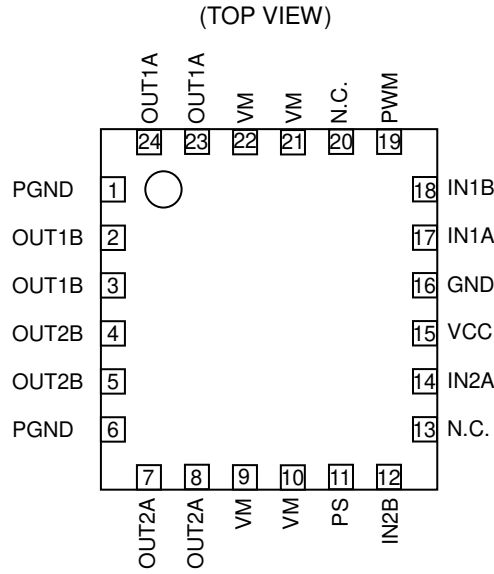 (TOP VIEW)
OUT1A OUT1A VM VM N.C. PWM
24 23 22 21 20 19
PGND 1 18 IN1B
OUT1B 2 17 IN1A
OUT1B 3 16 GND
OUT2B 4 15 VCC
OUT2B 5 14 IN2A
PGND 6 13 N.C.
7 8 9 10 11 12
OUT2A OUT2A VM VM PS IN2B